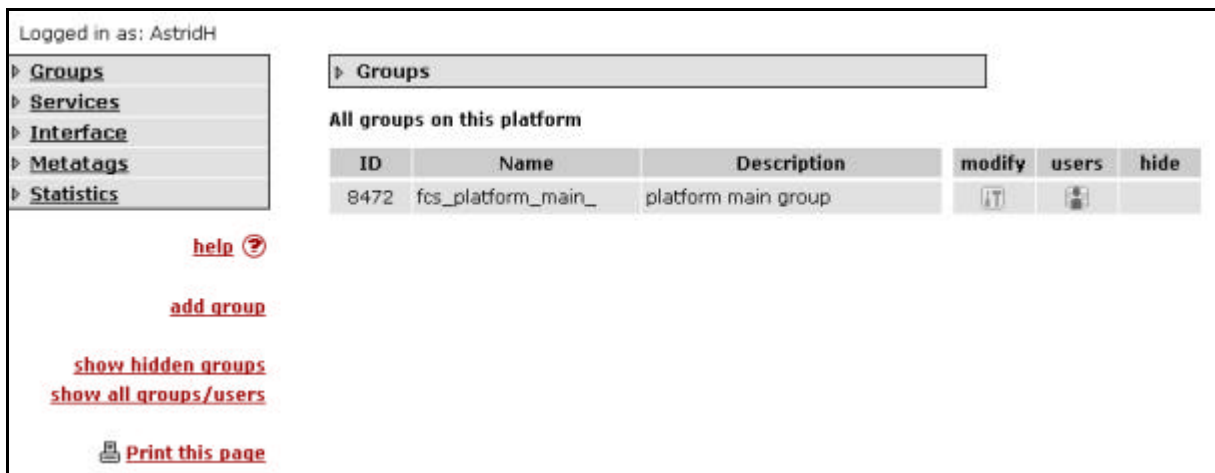 Logged in as: AstridH
Groups
Services
Interface
Metatags
Statistics
help
add group
show hidden groups
show all groups/users
Print this page
Groups
All groups on this platform
ID Name Description modify users hide
8472 fcs_platform_main_ platform main group